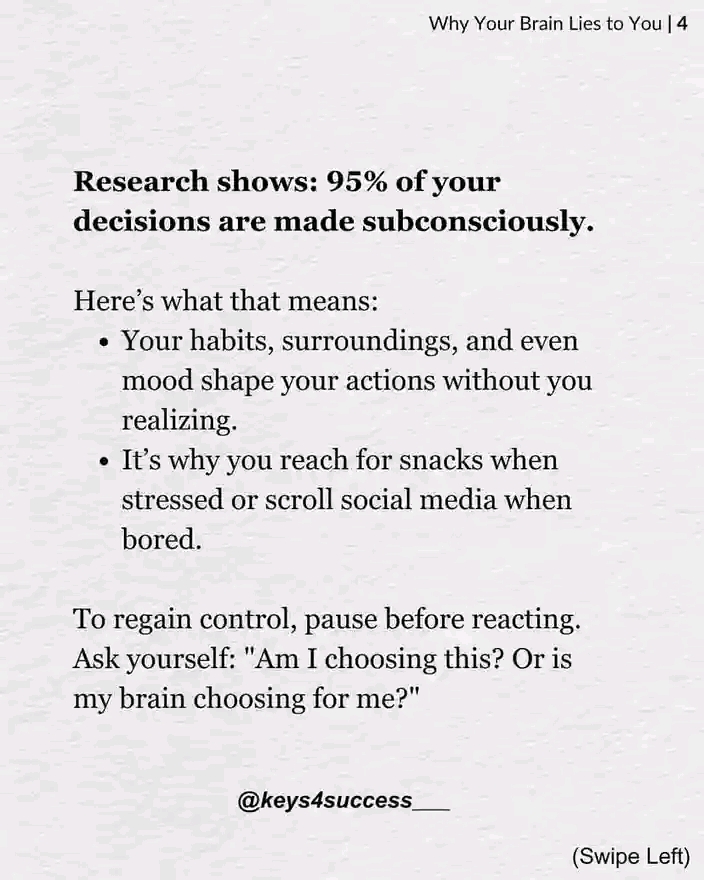 Why Your Brain Lies to You | 4
Research shows: 95% of your
decisions are made subconsciously.
Here’s what that means:
• Your habits, surroundings, and even
mood shape your actions without you
realizing.
• It’s why you reach for snacks when
stressed or scroll social media when
bored.
To regain control, pause before reacting.
Ask yourself: "Am I choosing this? Or is
my brain choosing for me?"
@keys4success___
(Swipe Left)